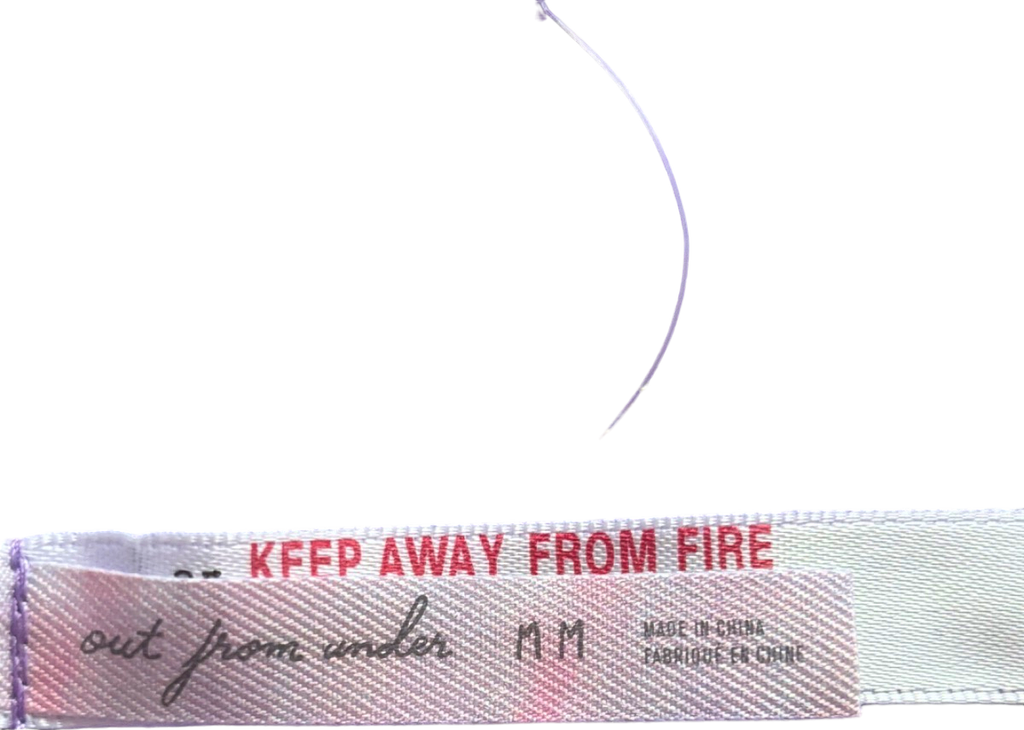 KEEP AWAY FROM FIRE
out from under M M MADE IN CHINA
FABRIQUÉ EN CHINE